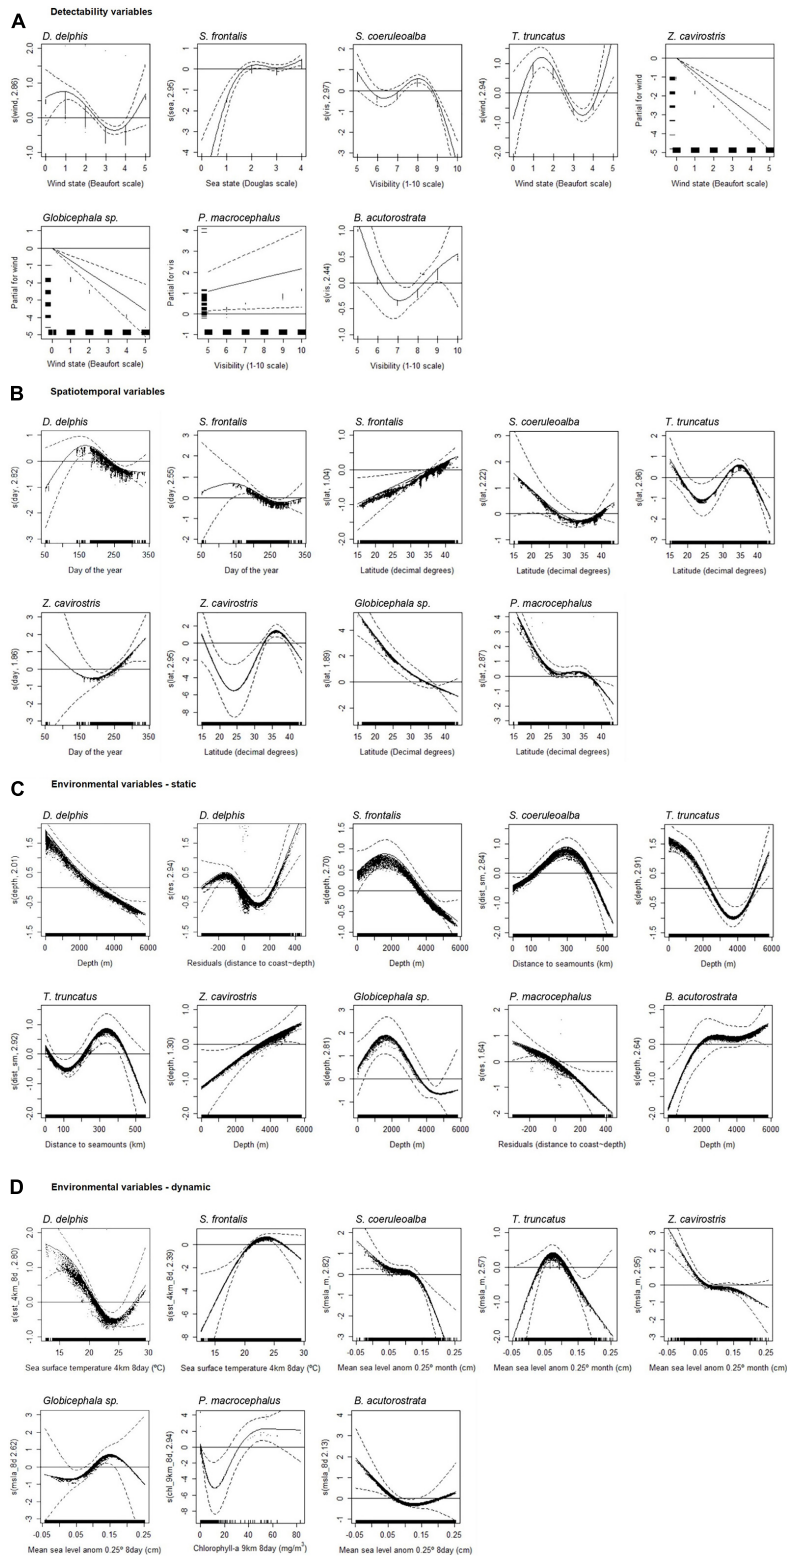 A Detectability variables
D. delphis S. frontalis S. coeruleoalba T. truncatus Z. cavirostris
s(wind, 2.86) s(sea, 2.95) s(vis, 2.97) s(wind, 2.94) Partial for wind
Wind state (Beaufort scale) Sea state (Douglas scale) Visibility (1-10 scale) Wind state (Beaufort scale) Wind state (Beaufort scale)
Globicephala sp. P. macrocephalus B. acutorostrata
Partial for wind Partial for vis s(vis, 2.44)
Wind state (Beaufort scale) Visibility (1-10 scale) Visibility (1-10 scale)
B Spatiotemporal variables
D. delphis S. frontalis S. frontalis S. coeruleoalba T. truncatus
s(day, 2.82) s(day, 2.55) s(lat, 1.04) s(lat, 2.22) s(lat, 2.96)
Day of the year Day of the year Latitude (decimal degrees) Latitude (decimal degrees) Latitude (decimal degrees)
Z. cavirostris Z. cavirostris Globicephala sp. P. macrocephalus
s(day, 1.86) s(lat, 2.95) s(lat, 1.89) s(lat, 2.87)
Day of the year Latitude (decimal degrees) Latitude (Decimal degrees) Latitude (decimal degrees)
C Environmental variables - static
D. delphis D. delphis S. frontalis S. coeruleoalba T. truncatus
s(depth, 2.01) s(res, 2.94) s(depth, 2.70) s(dist_sm, 2.84) s(depth, 2.91)
Depth (m) Residuals (distance to coast~depth) Depth (m) Distance to seamounts (km) Depth (m)
T. truncatus Z. cavirostris Globicephala sp. P. macrocephalus B. acutorostrata
s(dist_sm, 2.92) s(depth, 1.30) s(depth, 2.81) s(res, 1.64) s(depth, 2.64)
Distance to seamounts (km) Depth (m) Depth (m) Residuals (distance to coast~depth) Depth (m)
D Environmental variables - dynamic
D. delphis S. frontalis S. coeruleoalba T. truncatus Z. cavirostris
s(sst_4km_8d, 2.80) s(sst_4km_8d, 2.39) s(msla_m, 2.82) s(msla_m, 2.57) s(msla_m, 2.95)
Sea surface temperature 4km 8day (ºC) Sea surface temperature 4km 8day (ºC) Mean sea level anom 0.25º month (cm) Mean sea level anom 0.25º month (cm) Mean sea level anom 0.25º month (cm)
Globicephala sp. P. macrocephalus B. acutorostrata
s(msla_8d 2.62) s(chl_9km_8d, 2.94) s(msla_8d 2.13)
Mean sea level anom 0.25º 8day (cm) Chlorophyll-a 9km 8day (mg/m³) Mean sea level anom 0.25º 8day (cm)